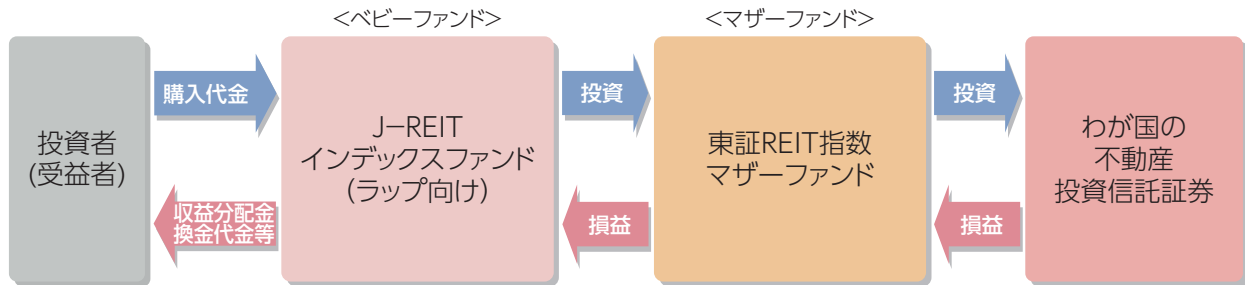 <ベビーファンド>
<マザーファンド>
投資者
(受益者)
購入代金
収益分配金
換金代金等
J−REIT
インデックスファンド
(ラップ向け)
投資
損益
東証REIT指数
マザーファンド
投資
損益
わが国の
不動産
投資信託証券